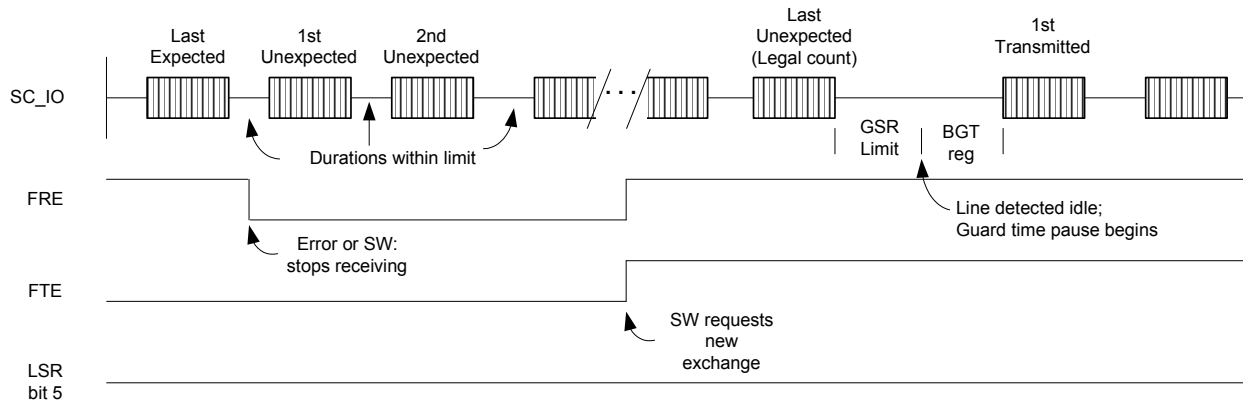 Last
Expected
1st
Unexpected
2nd
Unexpected
Last
Unexpected
(Legal count)
1st
Transmitted
SC_IO
. . .
Durations within limit
GSR
Limit
BGT
reg
FRE
Line detected idle;
Guard time pause begins
Error or SW:
stops receiving
FTE
SW requests
new
exchange
LSR
bit 5